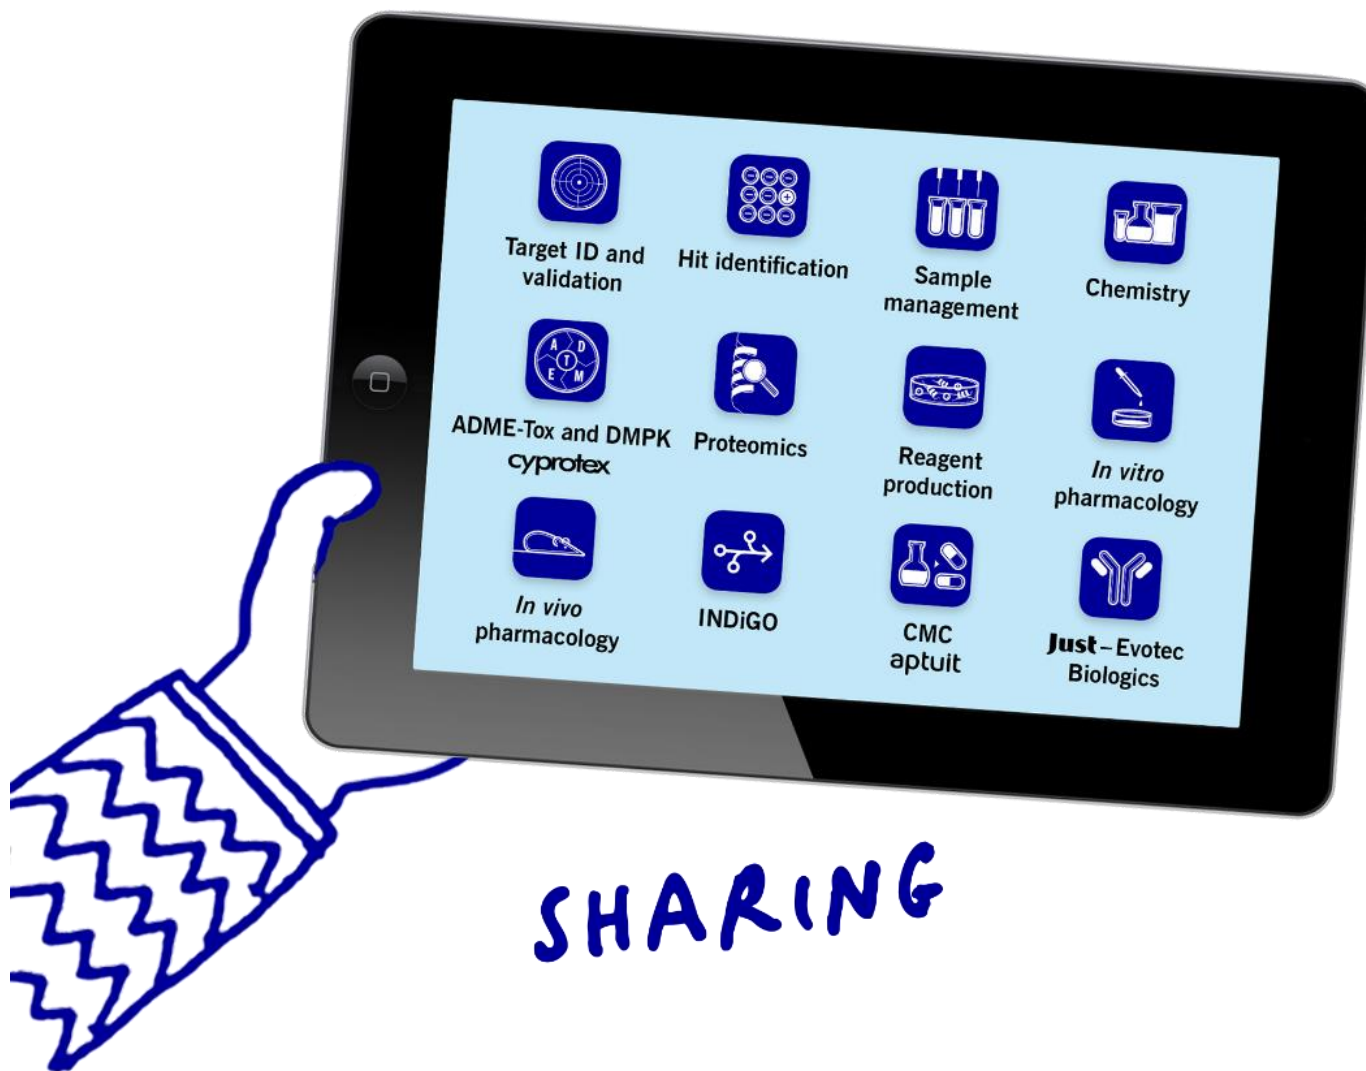 Target ID and
validation
Hit identification
Sample
management
Chemistry
A D
T
E M
ADME-Tox and DMPK
cyprotex
Proteomics
Reagent
production
In vitro
pharmacology
In vivo
pharmacology
INDiGO
CMC
aptuit
Just – Evotec
Biologics
SHARING